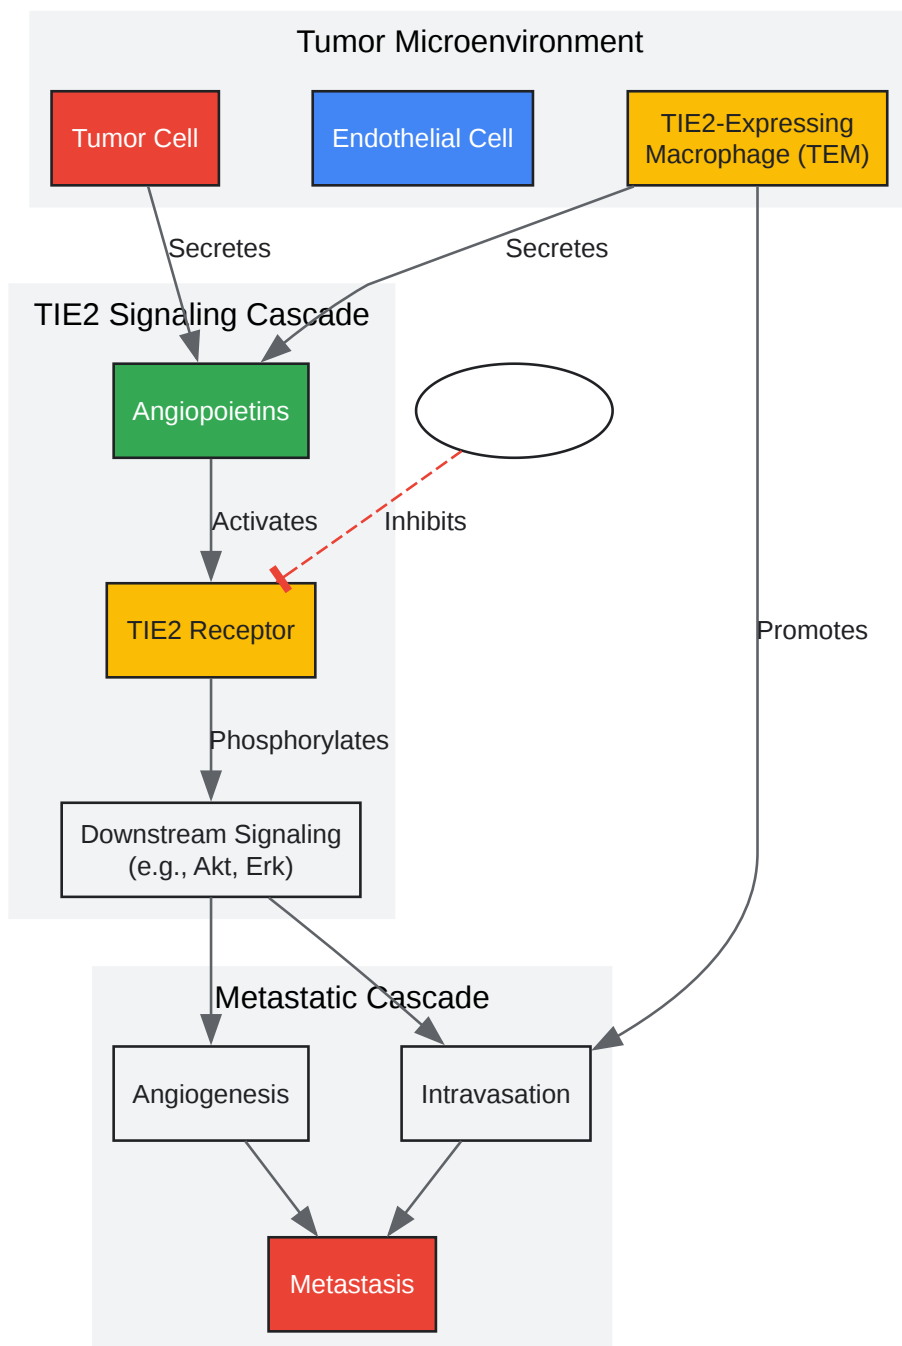 Tumor Microenvironment
Tumor Cell
Endothelial Cell
TIE2-Expressing
Macrophage (TEM)
Secretes
Secretes
TIE2 Signaling Cascade
Angiopoietins
Activates
Inhibits
TIE2 Receptor
Promotes
Phosphorylates
Downstream Signaling
(e.g., Akt, Erk)
Metastatic Cascade
Angiogenesis
Intravasation
Metastasis